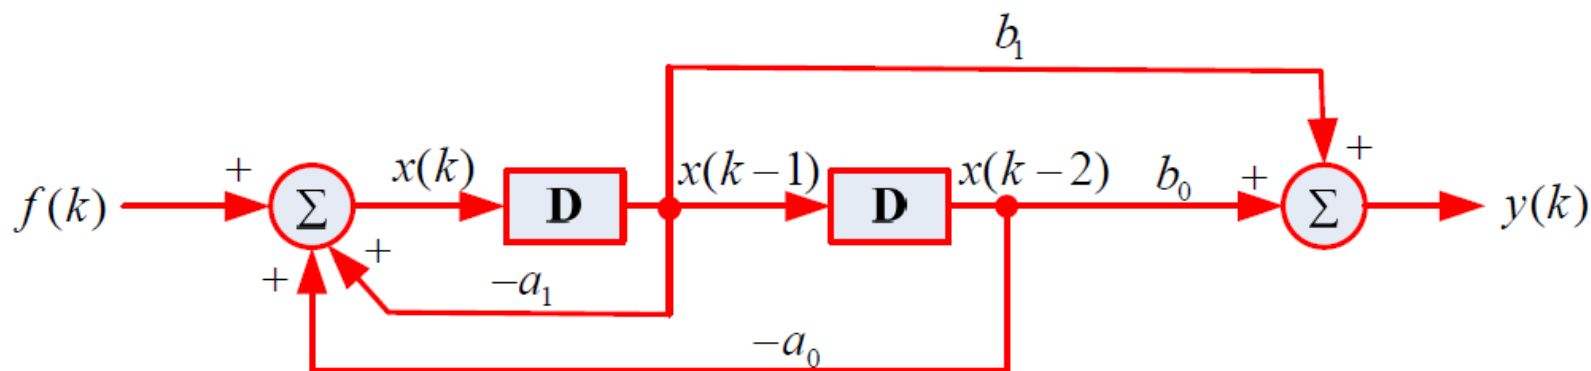 b₁
f(k)
+
Σ
x(k)
D
x(k−1)
D
x(k−2)
b₀
+
+
Σ
y(k)
+
+
−a₁
−a₀